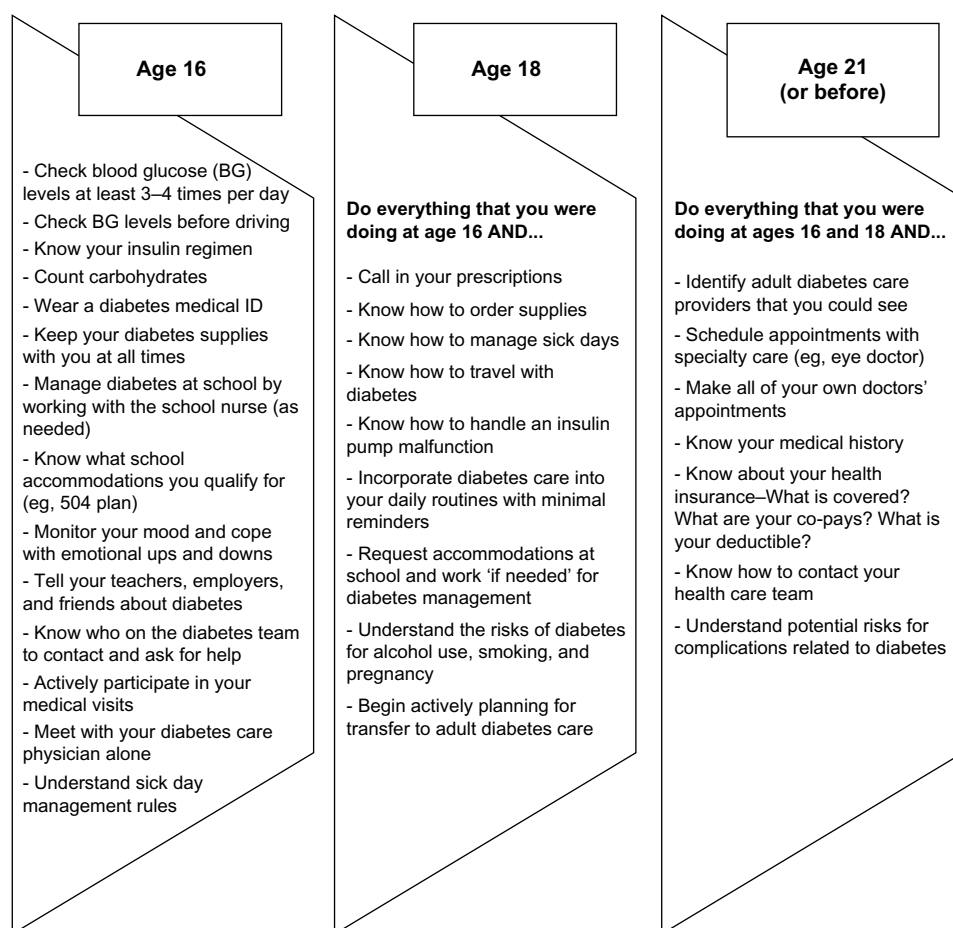 Age 16
- Check blood glucose (BG)
levels at least 3–4 times per day
- Check BG levels before driving
- Know your insulin regimen
- Count carbohydrates
- Wear a diabetes medical ID
- Keep your diabetes supplies
with you at all times
- Manage diabetes at school by
working with the school nurse (as
needed)
- Know what school
accommodations you qualify for
(eg, 504 plan)
- Monitor your mood and cope
with emotional ups and downs
- Tell your teachers, employers,
and friends about diabetes
- Know who on the diabetes team
to contact and ask for help
- Actively participate in your
medical visits
- Meet with your diabetes care
physician alone
- Understand sick day
management rules
Age 18
Do everything that you were
doing at age 16 AND...
- Call in your prescriptions
- Know how to order supplies
- Know how to manage sick days
- Know how to travel with
diabetes
- Know how to handle an insulin
pump malfunction
- Incorporate diabetes care into
your daily routines with minimal
reminders
- Request accommodations at
school and work ‘if needed’ for
diabetes management
- Understand the risks of diabetes
for alcohol use, smoking, and
pregnancy
- Begin actively planning for
transfer to adult diabetes care
Age 21
(or before)
Do everything that you were
doing at ages 16 and 18 AND...
- Identify adult diabetes care
providers that you could see
- Schedule appointments with
specialty care (eg, eye doctor)
- Make all of your own doctors’
appointments
- Know your medical history
- Know about your health
insurance–What is covered?
What are your co-pays? What is
your deductible?
- Know how to contact your
health care team
- Understand potential risks for
complications related to diabetes